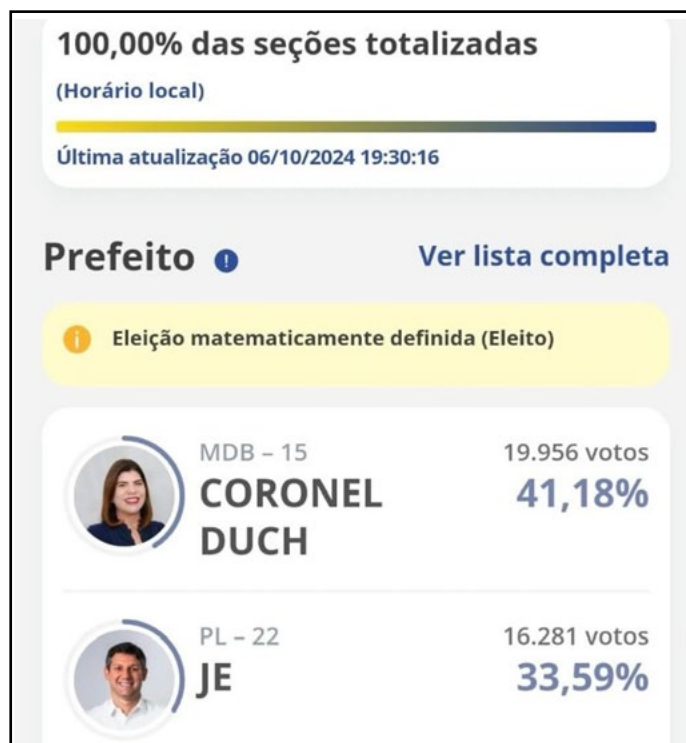 100,00% das seções totalizadas
(Horário local)
Última atualização 06/10/2024 19:30:16
Prefeito
Ver lista completa
Eleição matematicamente definida (Eleito)
MDB – 15
19.956 votos
CORONEL
DUCH
41,18%
PL – 22
16.281 votos
JE
33,59%